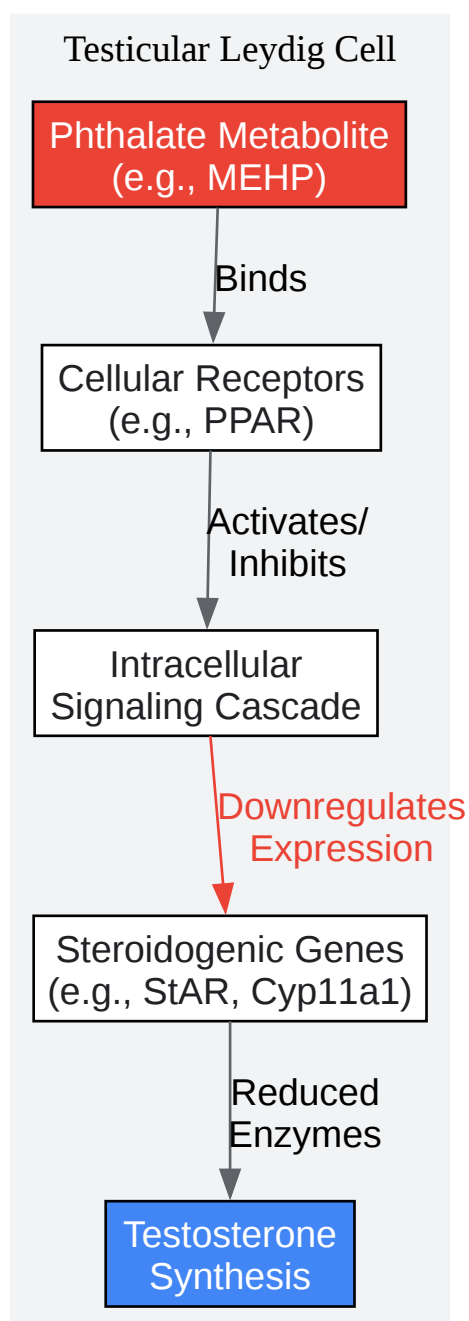 Testicular Leydig Cell
Phthalate Metabolite
(e.g., MEHP)
Binds
Cellular Receptors
(e.g., PPAR)
Activates/
Inhibits
Intracellular
Signaling Cascade
Downregulates
Expression
Steroidogenic Genes
(e.g., StAR, Cyp11a1)
Reduced
Enzymes
Testosterone
Synthesis